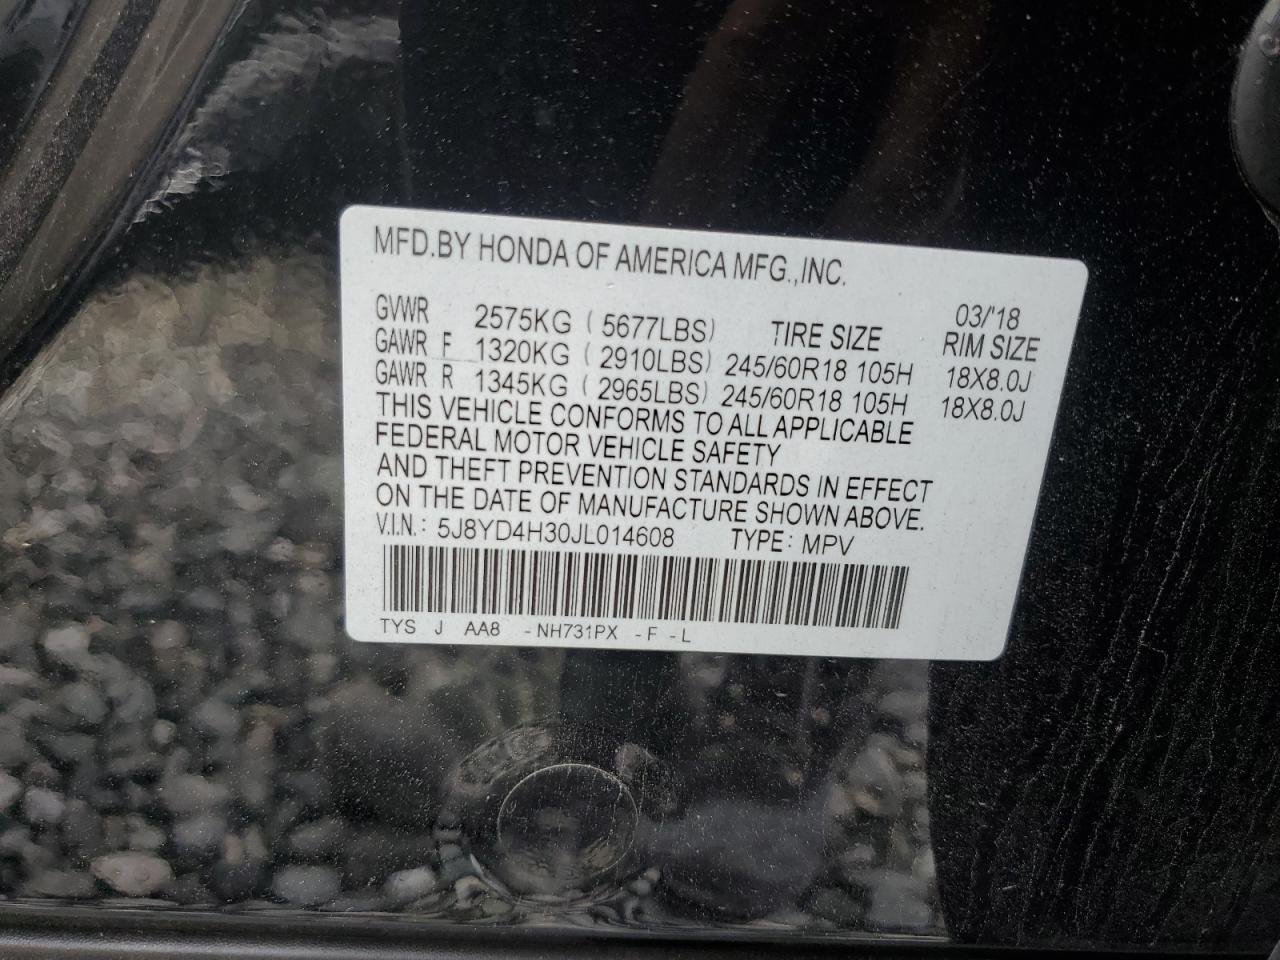 MFD.BY HONDA OF AMERICA MFG.,INC.
03/'18
GVWR 2575KG ( 5677LBS) TIRE SIZE RIM SIZE
GAWR F 1320KG ( 2910LBS) 245/60R18 105H 18X8.0J
GAWR R 1345KG ( 2965LBS) 245/60R18 105H 18X8.0J
THIS VEHICLE CONFORMS TO ALL APPLICABLE
FEDERAL MOTOR VEHICLE SAFETY
AND THEFT PREVENTION STANDARDS IN EFFECT
ON THE DATE OF MANUFACTURE SHOWN ABOVE.
V.I.N.: 5J8YD4H30JL014608 TYPE: MPV
TYS J AA8 -NH731PX -F -L